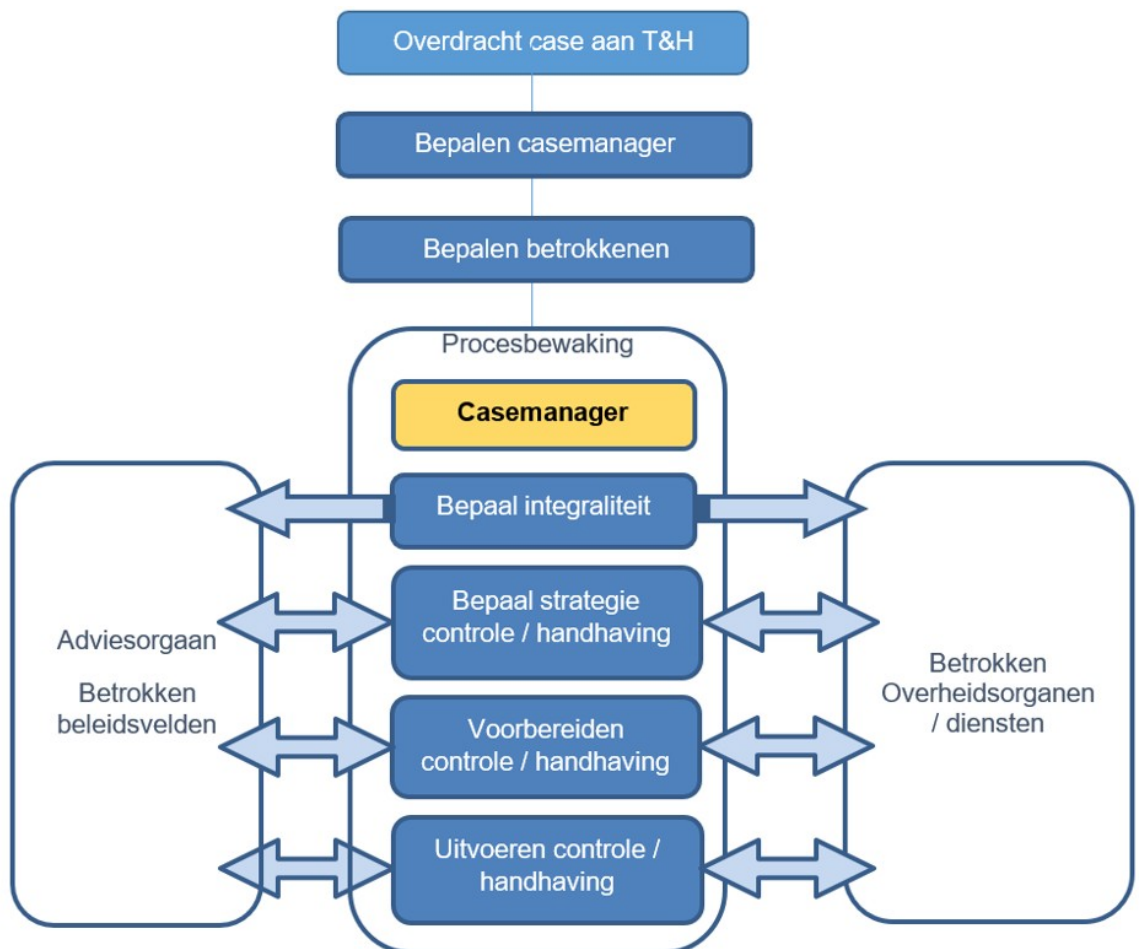 Overdracht case aan T&H
Bepalen casemanager
Bepalen betrokkenen
Procesbewaking
Casemanager
Bepaal integraliteit
Bepaal strategie
controle / handhaving
Voorbereiden
controle / handhaving
Uitvoeren controle /
handhaving
Adviesorgaan
Betrokken
beleidsvelden
Betrokken
Overheidsorganen
/ diensten